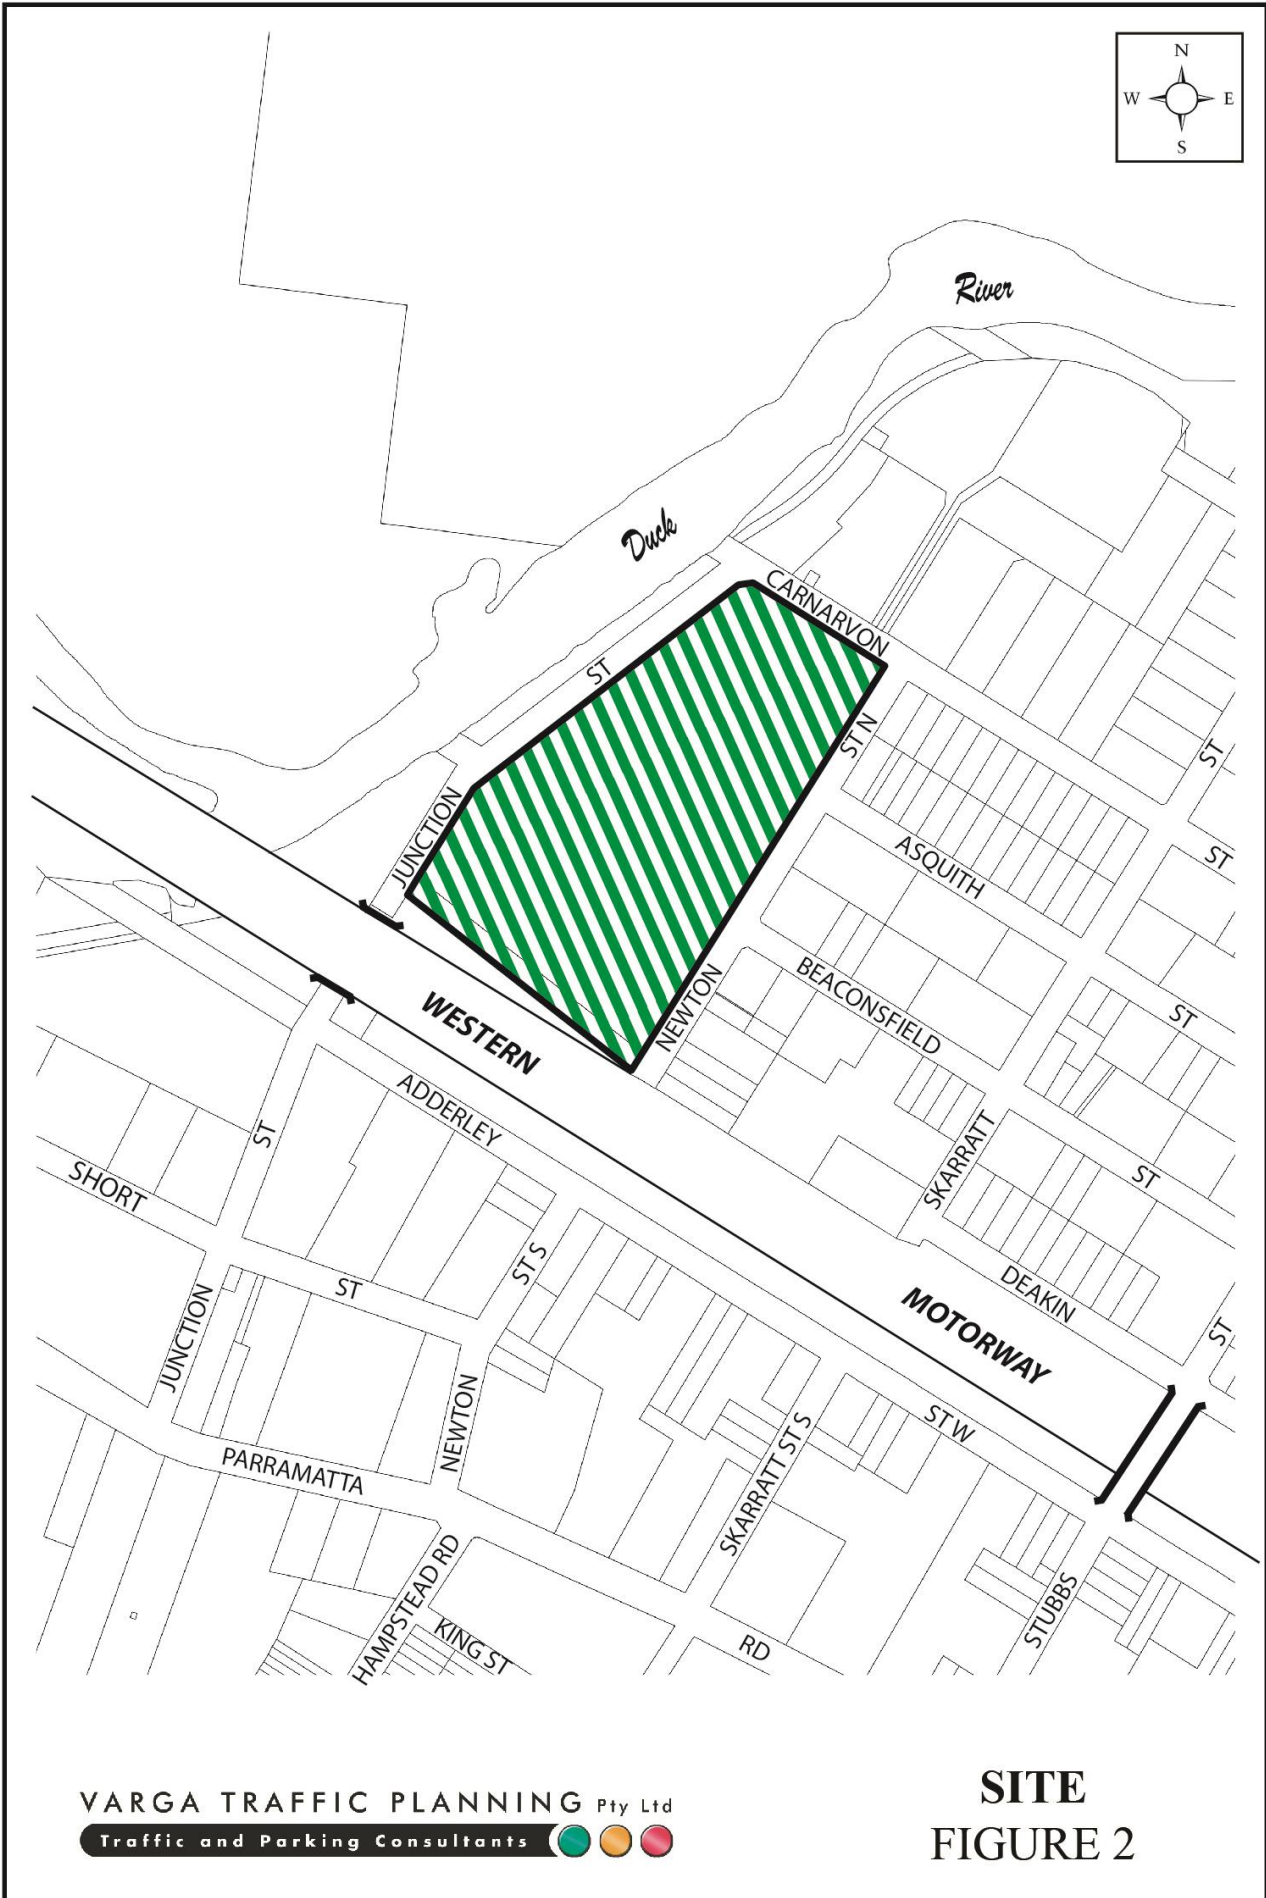 N
W E
S
River
Duck
CARNARVON
ST
ST N
ST
JUNCTION
ASQUITH
ST
NEWTON
BEACONSFIELD
ST
WESTERN
ADDERLEY
ST
SKARRATT
ST
SHORT
ST S
DEAKIN
ST
JUNCTION
ST
MOTORWAY
NEWTON
ST W
SKARRATT ST S
PARRAMATTA
HAMPSTEAD RD
KING ST
STUBBS
RD
VARGA TRAFFIC PLANNING Pty Ltd
Traffic and Parking Consultants
SITE
FIGURE 2